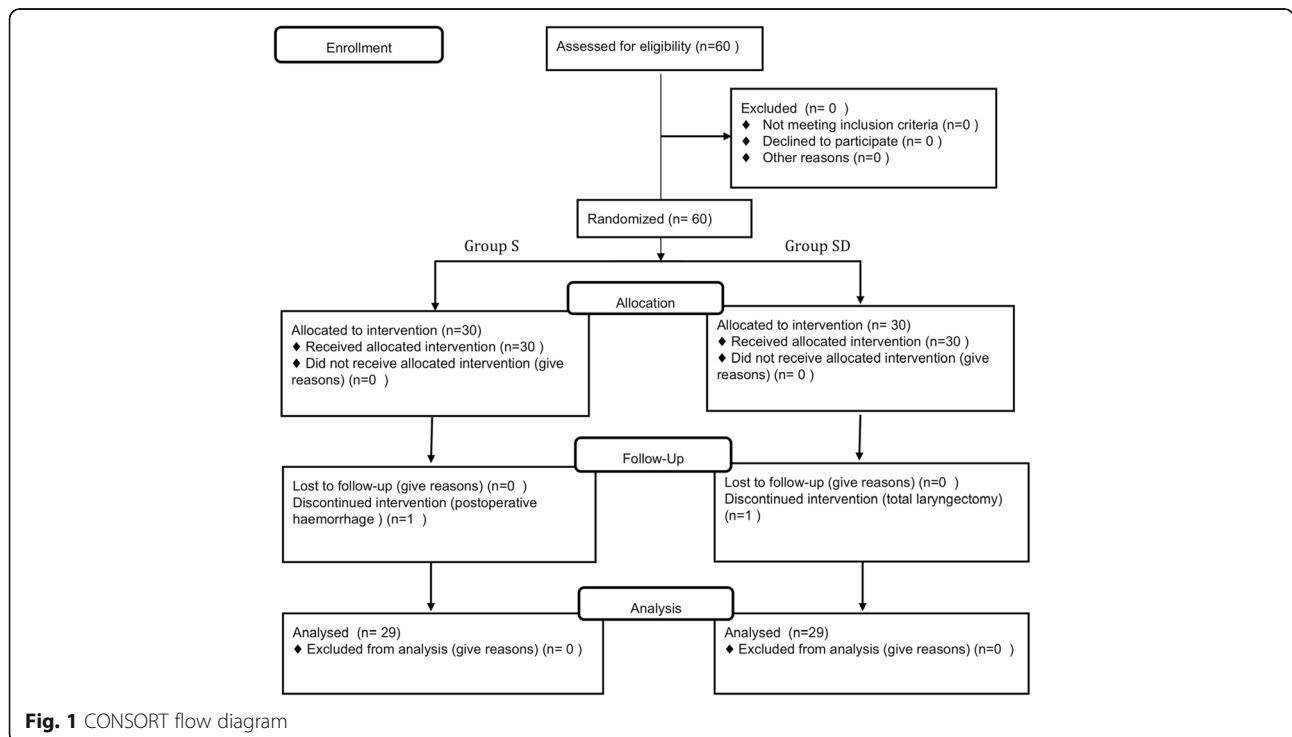 Enrollment
Assessed for eligibility (n=60 )
Excluded (n= 0 )
♦ Not meeting inclusion criteria (n=0 )
♦ Declined to participate (n= 0 )
♦ Other reasons (n=0 )
Randomized (n= 60)
Group S
Group SD
Allocation
Allocated to intervention (n=30)
♦ Received allocated intervention (n=30 )
♦ Did not receive allocated intervention (give
reasons) (n=0 )
Allocated to intervention (n= 30)
♦ Received allocated intervention (n=30 )
♦ Did not receive allocated intervention (give
reasons) (n= 0 )
Follow-Up
Lost to follow-up (give reasons) (n=0 )
Discontinued intervention (postoperative
haemorrhage ) (n=1 )
Lost to follow-up (give reasons) (n=0 )
Discontinued intervention (total laryngectomy)
(n=1 )
Analysis
Analysed (n= 29)
♦ Excluded from analysis (give reasons) (n= 0 )
Analysed (n=29)
♦ Excluded from analysis (give reasons) (n=0 )
Fig. 1 CONSORT flow diagram